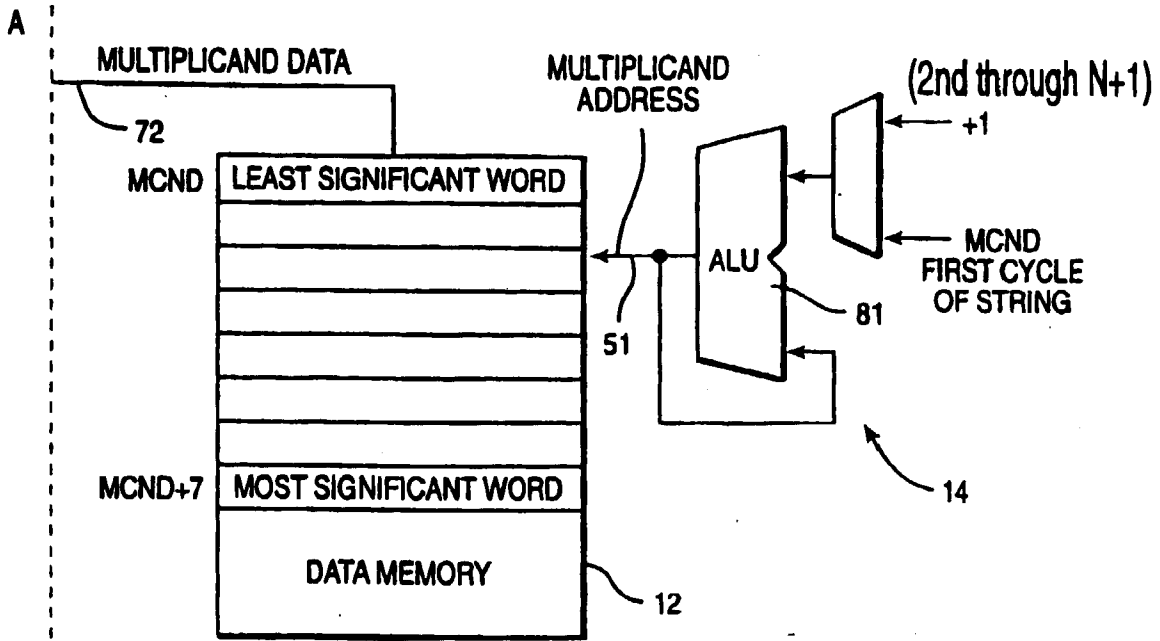 A
MULTIPLICAND DATA
72
MULTIPLICAND
ADDRESS
(2nd through N+1)
+1
MCND
LEAST SIGNIFICANT WORD
ALU
MCND
FIRST CYCLE
OF STRING
51
81
MCND+7
MOST SIGNIFICANT WORD
14
DATA MEMORY
12